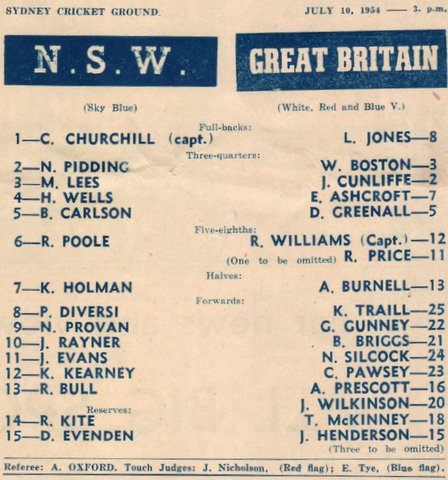 SYDNEY CRICKET GROUND. JULY 10, 1954 — 3. p.m.
N.S.W. GREAT BRITAIN
(Sky Blue) (White, Red and Blue V.)
Full-backs:
1—C. CHURCHILL (capt.) L. JONES—8
Three-quarters:
2—N. PIDDING W. BOSTON—3
3—M. LEES J. CUNLIFFE—2
4—H. WELLS E. ASHCROFT—7
5—B. CARLSON D. GREENALL—5
Five-eighths:
6—R. POOLE R. WILLIAMS (Capt.)—12
(One to be omitted) R. PRICE—11
Halves:
7—K. HOLMAN A. BURNELL—13
Forwards:
8—P. DIVERSI K. TRAILL—25
9—N. PROVAN G. GUNNEY—22
10—J. RAYNER B. BRIGGS—21
11—J. EVANS N. SILCOCK—24
12—K. KEARNEY C. PAWSEY—23
13—R. BULL A. PRESCOTT—16
Reserves: J. WILKINSON—20
14—R. KITE T. McKINNEY—18
15—D. EVENDEN J. HENDERSON—15
(Three to be omitted)
Referee: A. OXFORD. Touch Judges: J. Nicholson, (Red flag); E. Tye, (Blue flag).